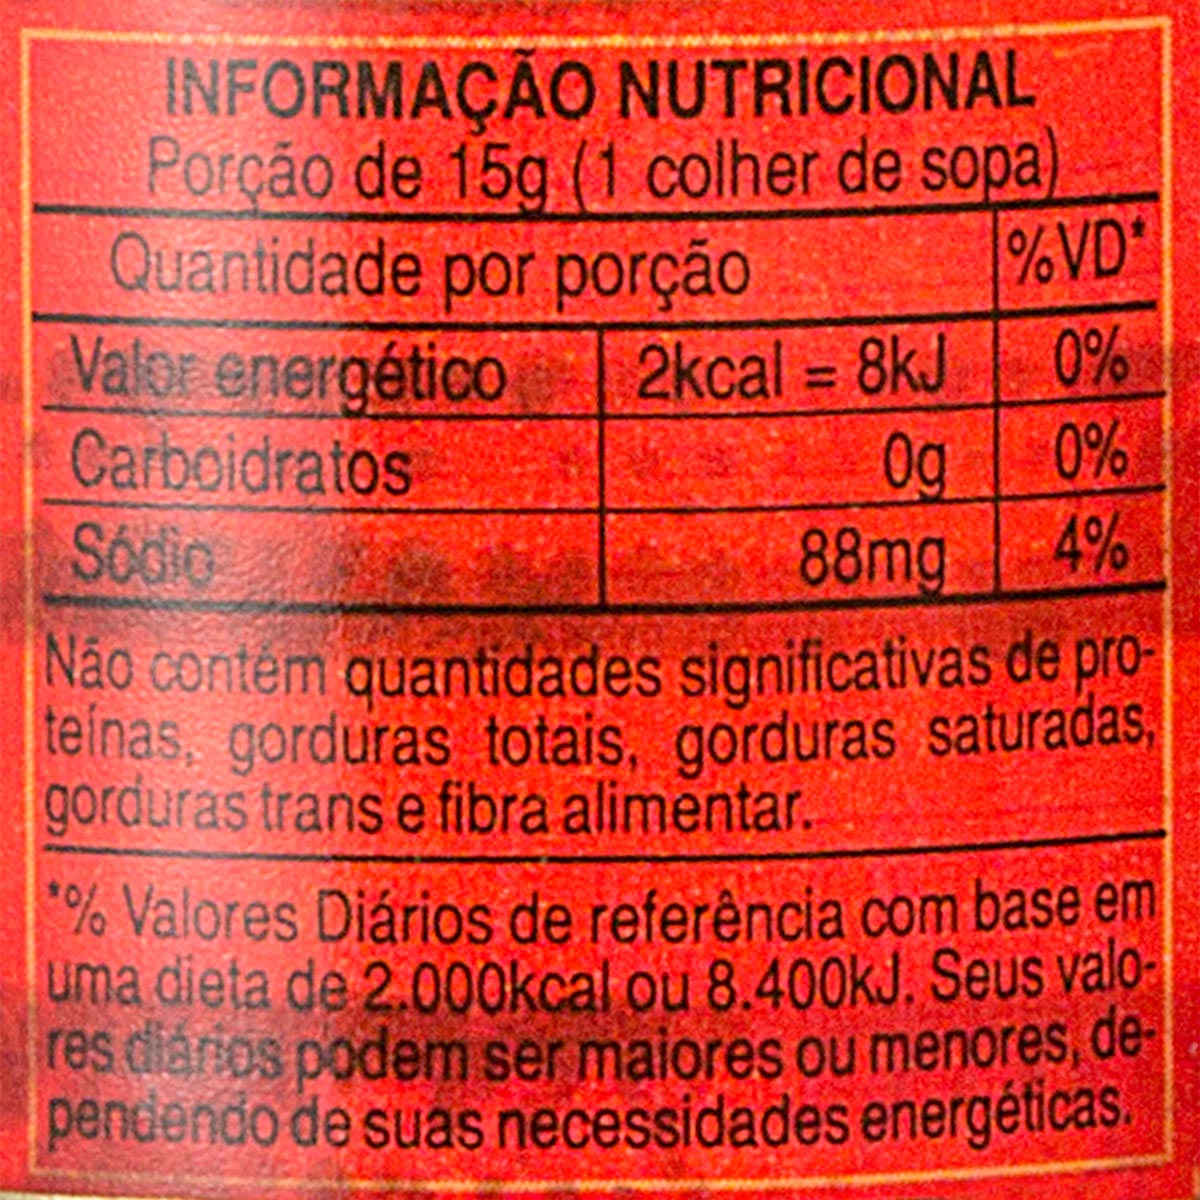 INFORMAÇÃO NUTRICIONAL
Porção de 15g (1 colher de sopa)
Quantidade por porção %VD*
Valor energético 2kcal = 8kJ 0%
Carboidratos 0g 0%
Sódio 88mg 4%
Não contém quantidades significativas de pro-
teínas, gorduras totais, gorduras saturadas,
gorduras trans e fibra alimentar.
*% Valores Diários de referência com base em
uma dieta de 2.000kcal ou 8.400kJ. Seus valo-
res diários podem ser maiores ou menores, de-
pendendo de suas necessidades energéticas.